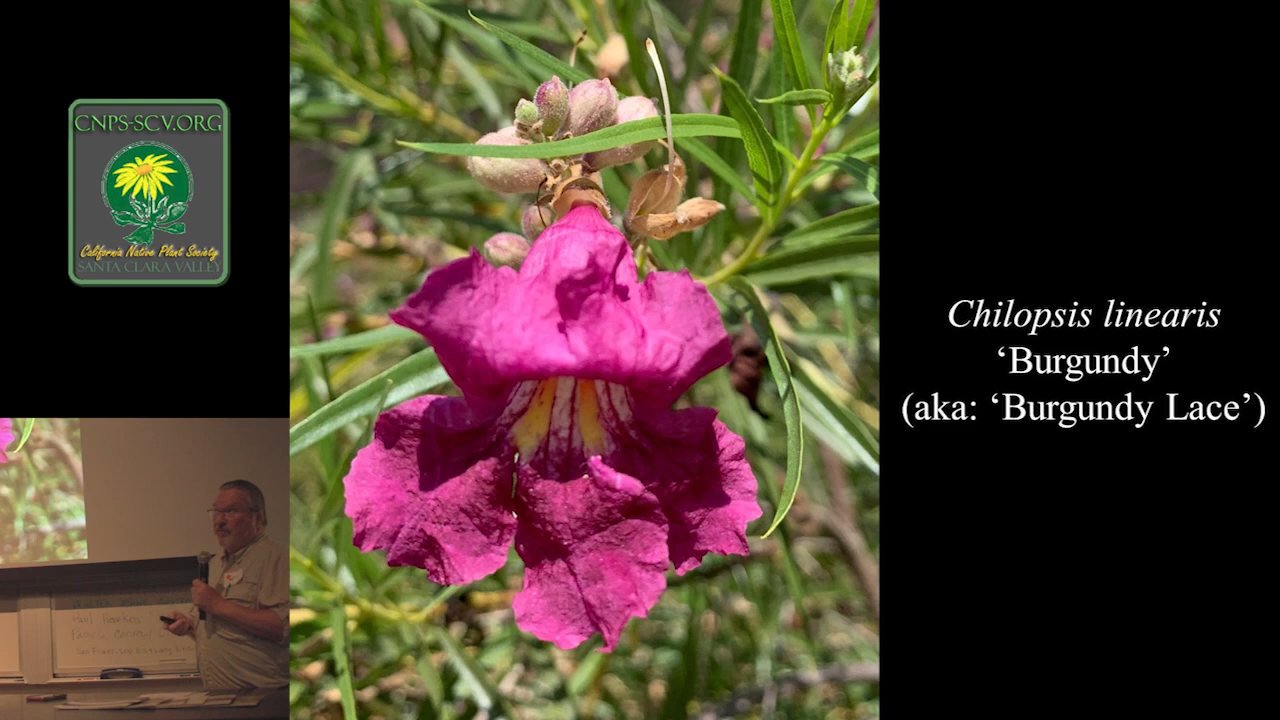 CNPS-SCV.ORG
California Native Plant Society
SANTA CLARA VALLEY
Chilopsis linearis
‘Burgundy’
(aka: ‘Burgundy Lace’)